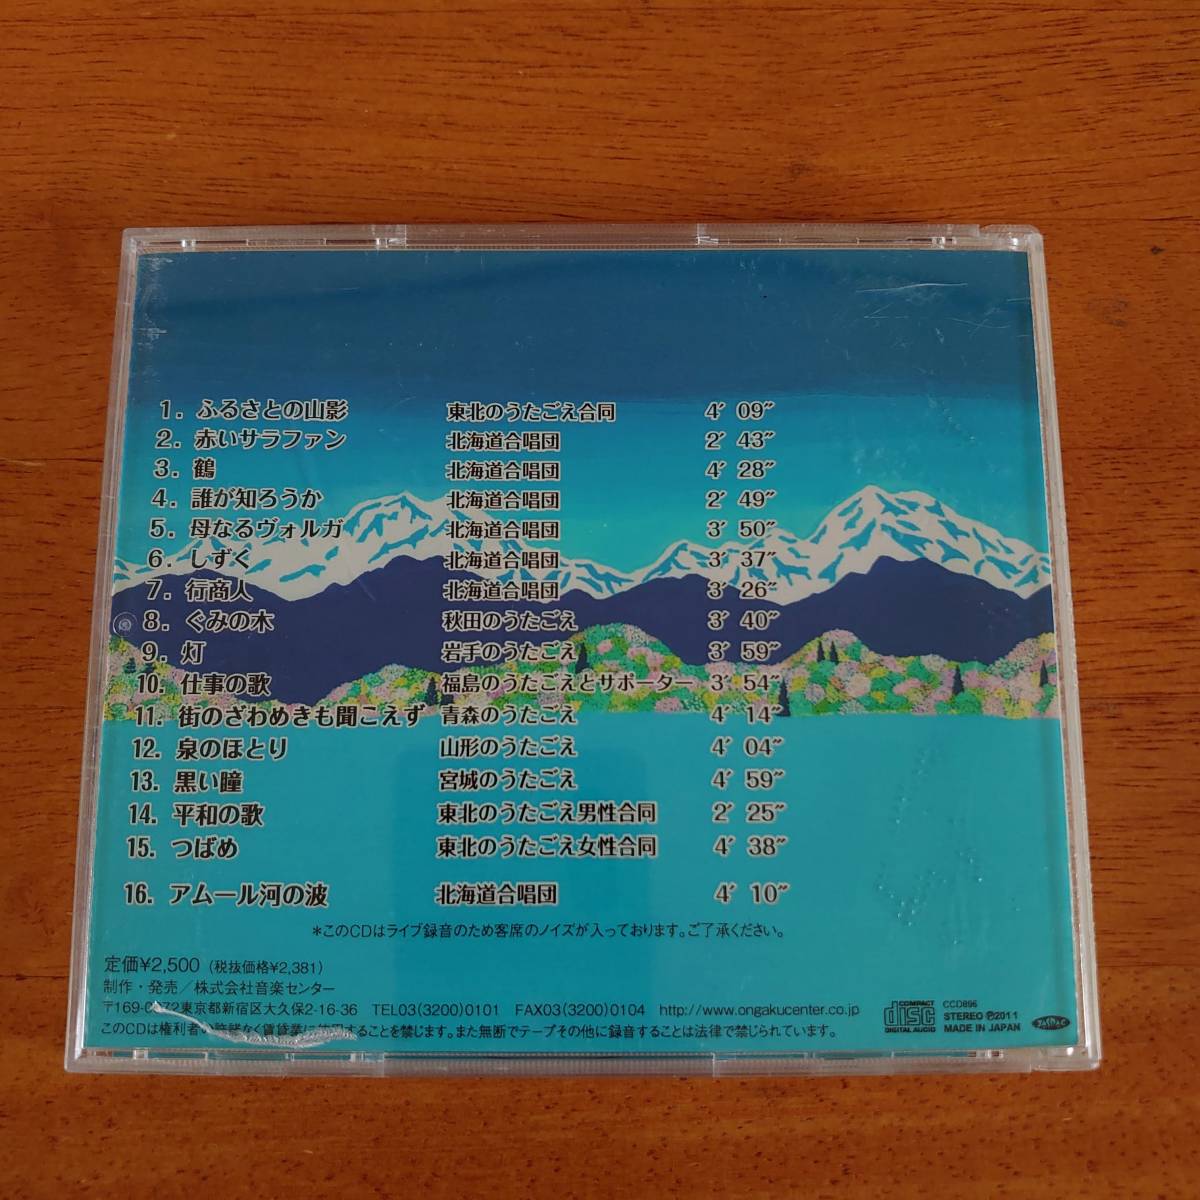 1. ふるさとの山影 東北のうたごえ合同 4′ 09″
2. 赤いサラファン 北海道合唱団 2′ 43″
3. 鶴 北海道合唱団 4′ 28″
4. 誰が知ろうか 北海道合唱団 2′ 49″
5. 母なるヴォルガ 北海道合唱団 3′ 50″
6. しずく 北海道合唱団 3′ 37″
7. 行商人 北海道合唱団 3′ 26″
8. ぐみの木 秋田のうたごえ 3′ 40″
9. 灯 岩手のうたごえ 3′ 59″
10. 仕事の歌 福島のうたごえとサポーター 3′ 54″
11. 街のざわめきも聞こえず 青森のうたごえ 4′ 14″
12. 泉のほとり 山形のうたごえ 4′ 04″
13. 黒い瞳 宮城のうたごえ 4′ 59″
14. 平和の歌 東北のうたごえ男性合同 2′ 25″
15. つばめ 東北のうたごえ女性合同 4′ 38″
16. アムール河の波 北海道合唱団 4′ 10″
*このCDはライブ録音のため客席のノイズが入っております。ご了承ください。
定価¥2,500 (税抜価格¥2,381)
制作・発売/株式会社音楽センター
〒169-0072東京都新宿区大久保2-16-36 TEL03(3200)0101 FAX03(3200)0104 http://www.ongakucenter.co.jp
このCDは権利者の許諾なく賃貸業に使用することを禁じます。また無断でテープその他に録音することは法律で禁じられています。
COMPACT disc DIGITAL AUDIO
CCD896
STEREO ℗2011
MADE IN JAPAN
JASRAC